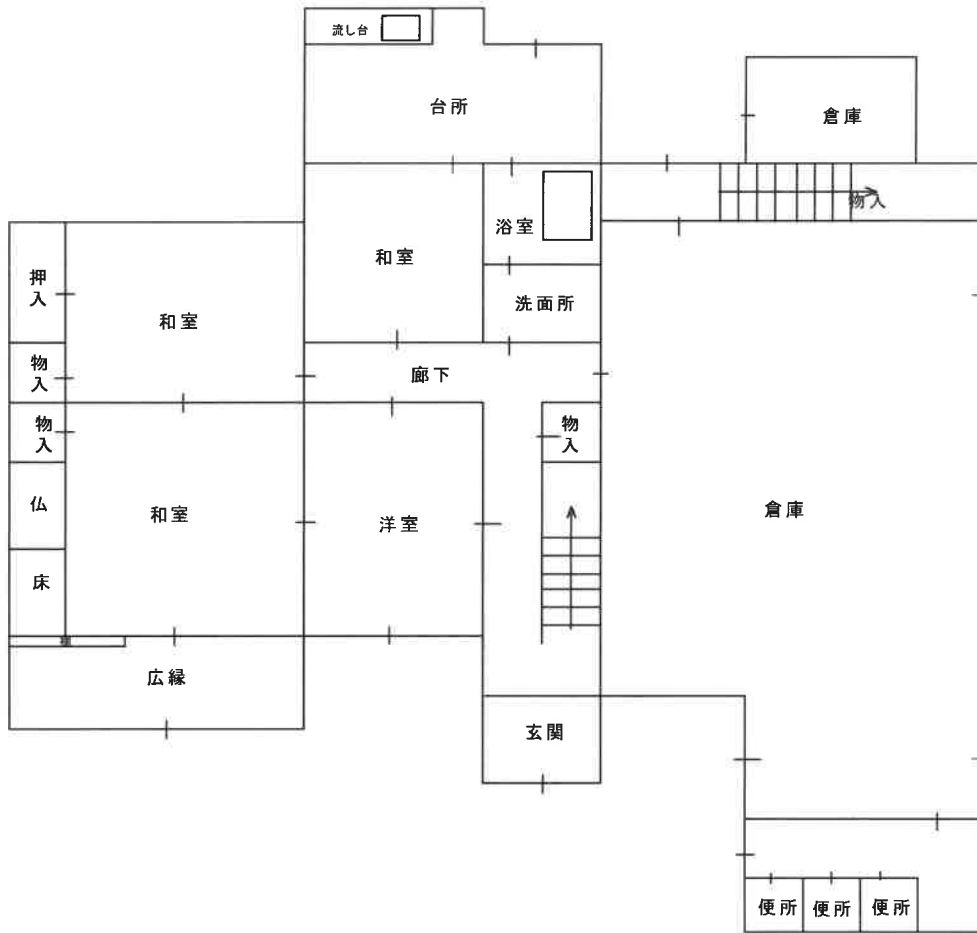 流し台
台所
倉庫
物入
浴室
和室
洗面所
押入
和室
物入
廊下
物入
物入
仏
和室
洋室
倉庫
床
広縁
玄関
便所
便所
便所